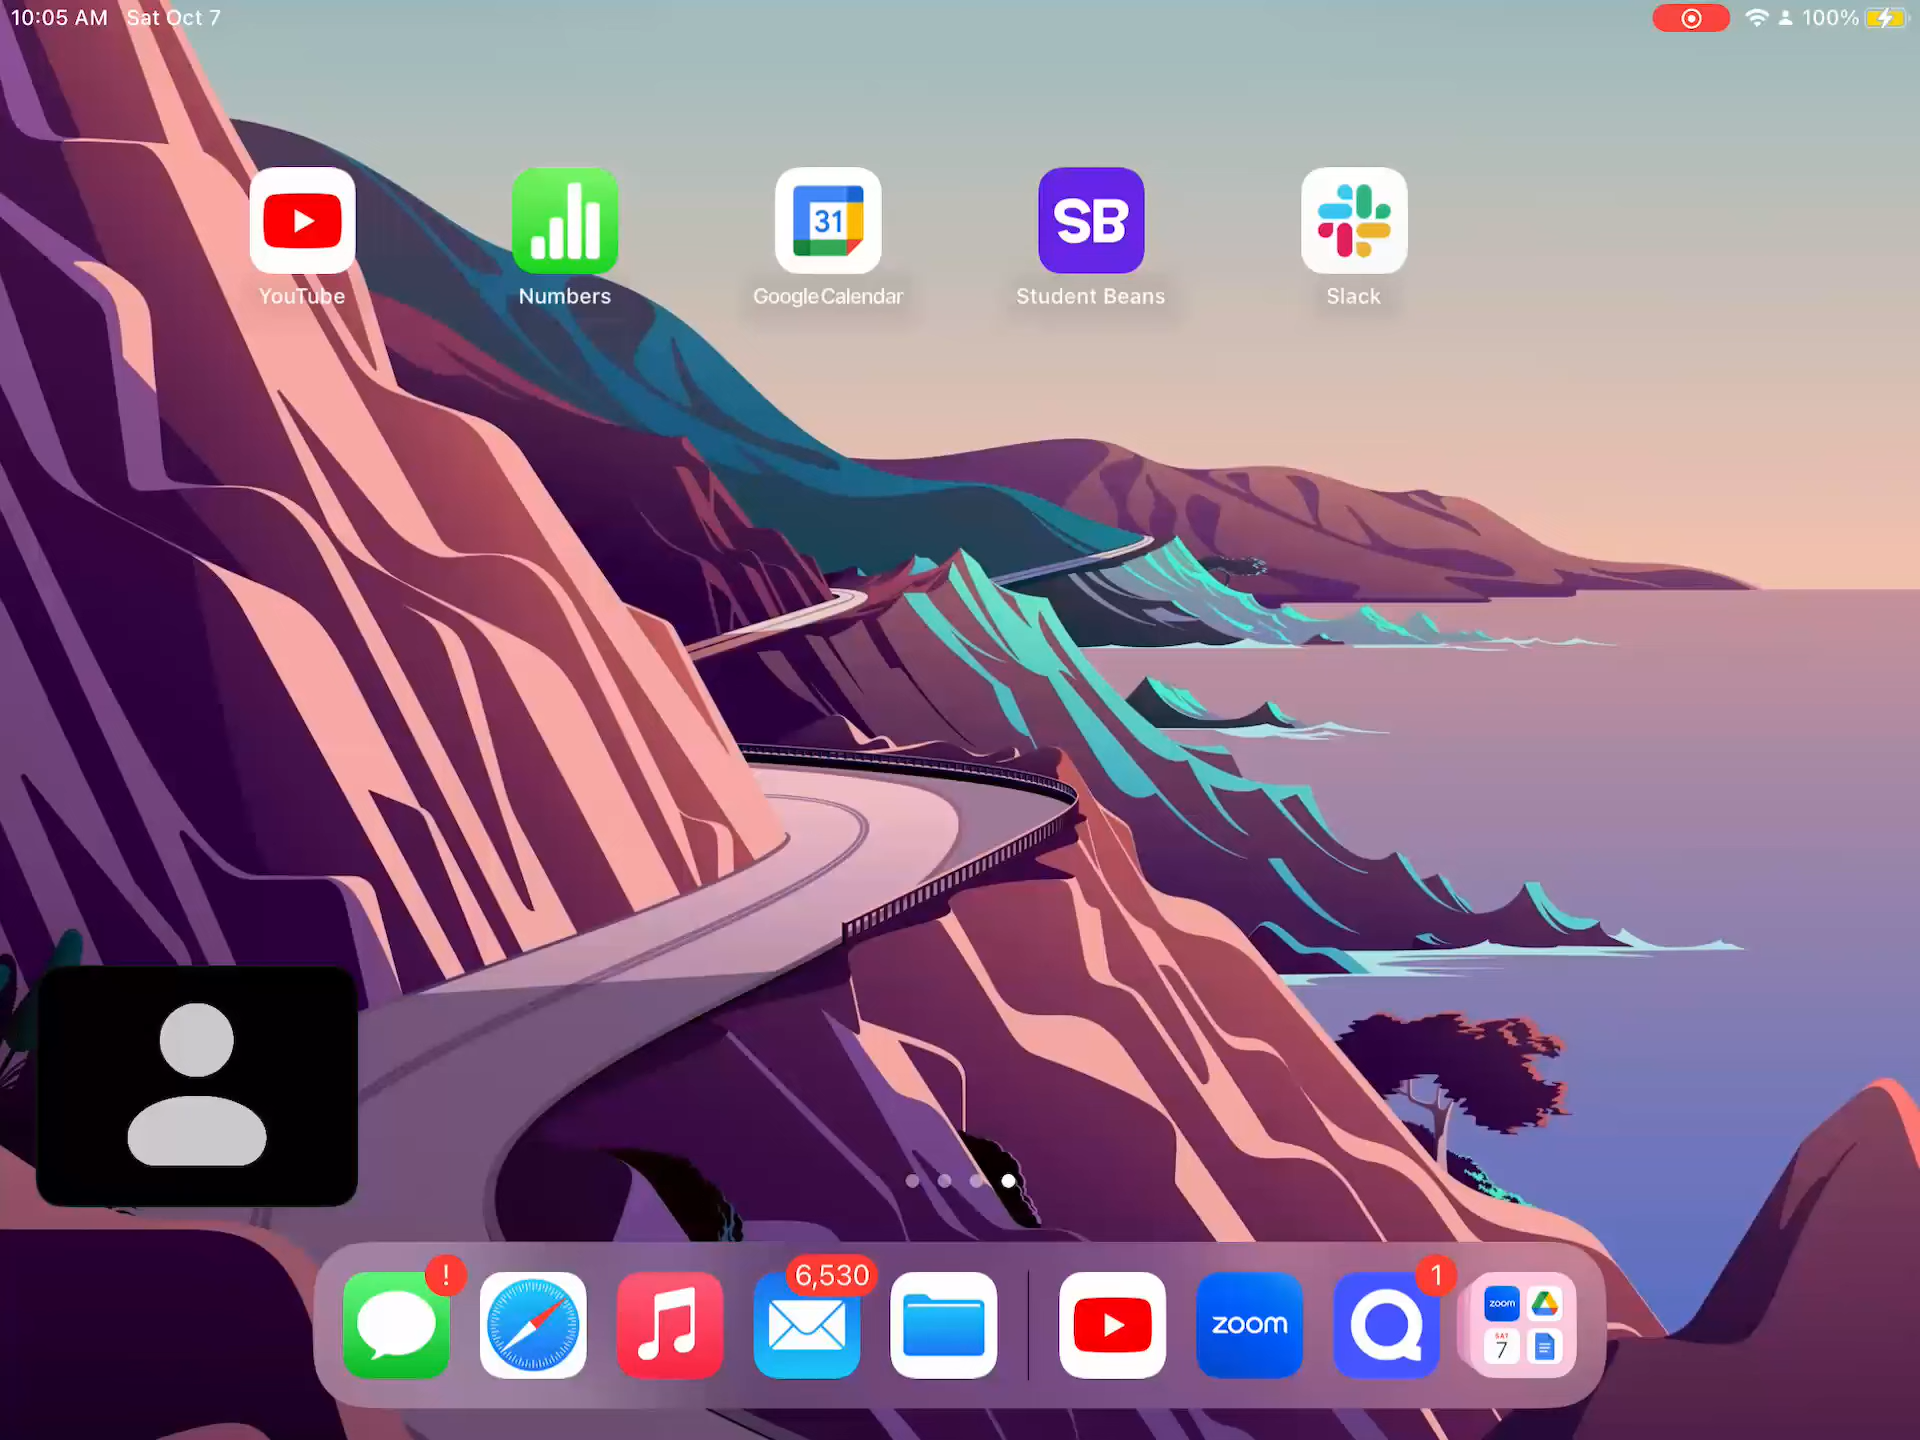 10:05 AM Sat Oct 7
100%
31
SB
YouTube
Numbers
Google Calendar
Student Beans
Slack
!
6,530
1
zoom
zoom
SAT
7